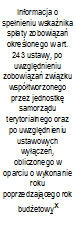 Informacja o
spełnieniu wskaźnika
spłaty zobowiązań
określonego w art.
243 ustawy, po
uwzględnieniu
zobowiązań związku
współtworzonego
przez jednostkę
samorządu
terytorialnego oraz
po uwzględnieniu
ustawowych
wyłączeń,
obliczonego w
oparciu o wykonanie
roku
poprzedzającego rok
budżetowyx